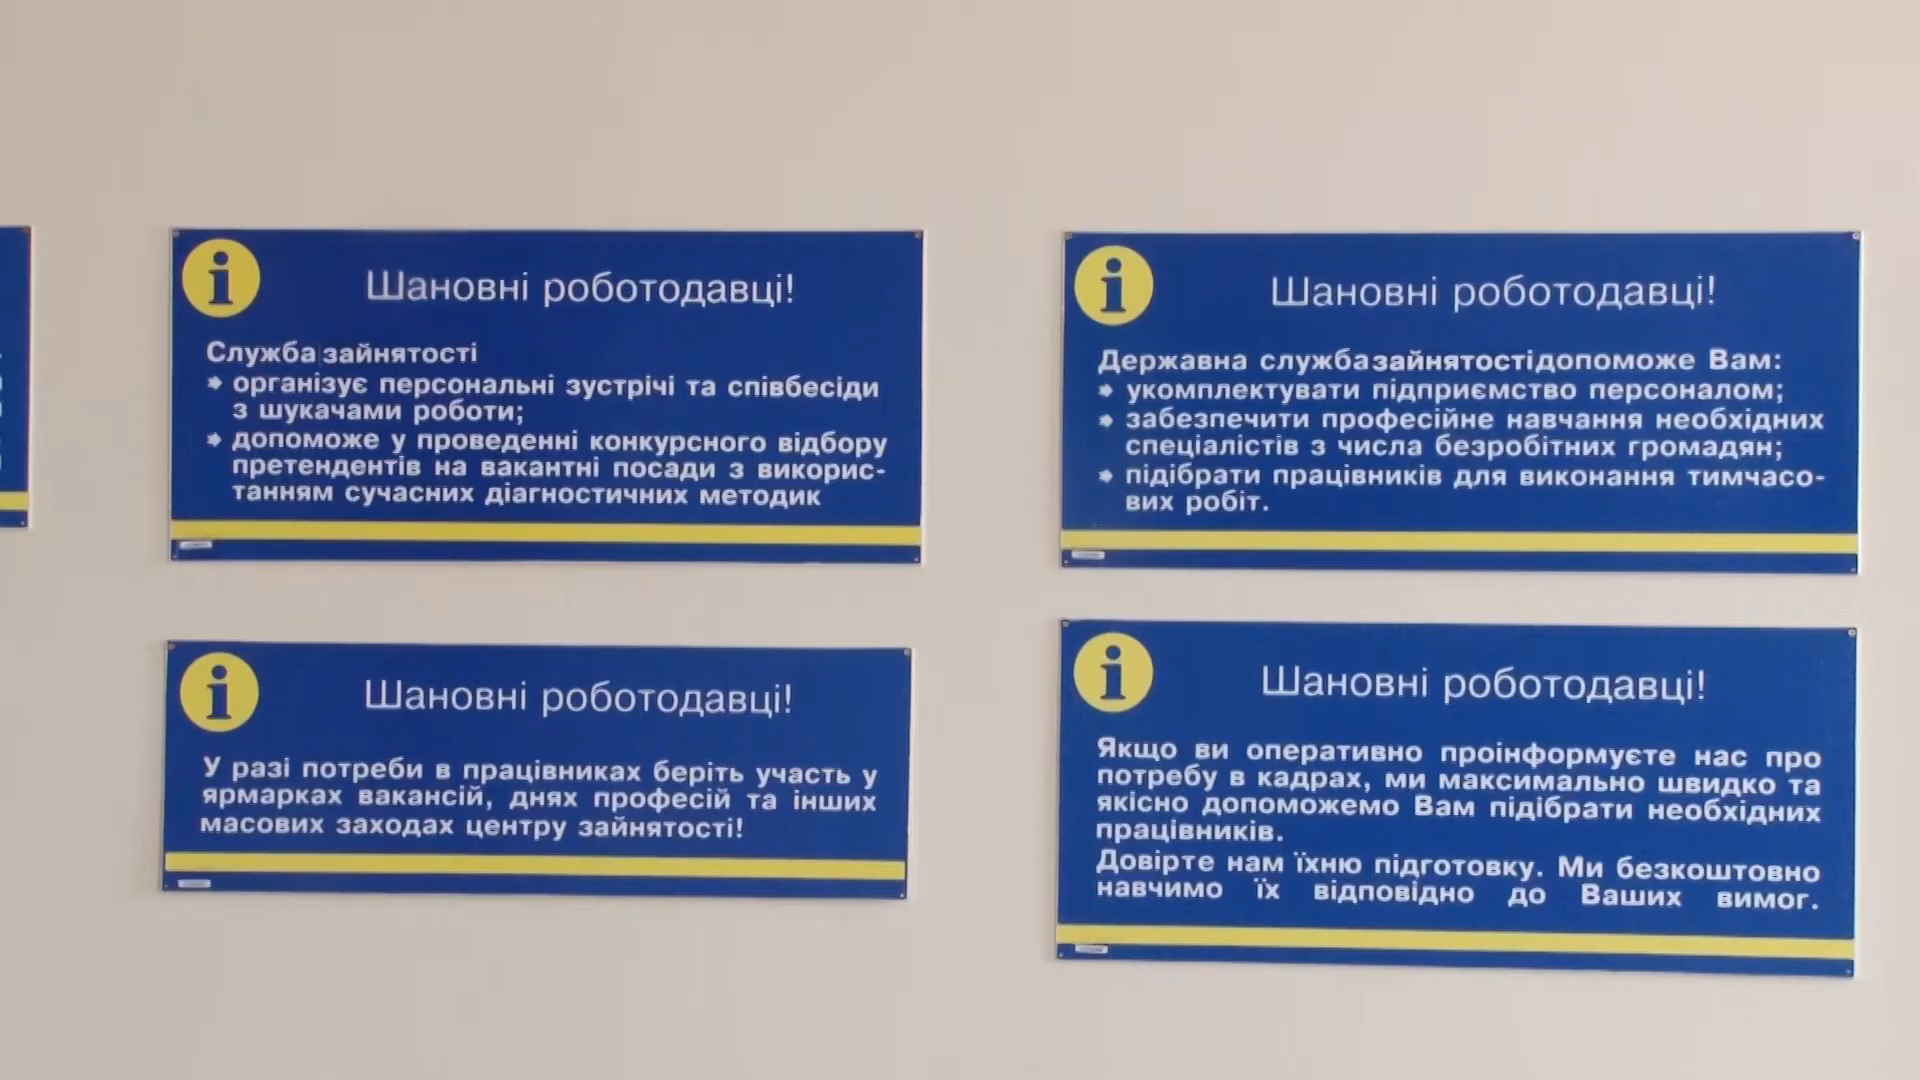 Шановні роботодавці!
Служба зайнятості
організує персональні зустрічі та співбесіди
з шукачами роботи;
допоможе у проведенні конкурсного відбору
претендентів на вакантні посади з викорис-
танням сучасних діагностичних методик
Шановні роботодавці!
Державна служба зайнятості допоможе Вам:
укомплектувати підприємство персоналом;
забезпечити професійне навчання необхідних
спеціалістів з числа безробітних громадян;
підібрати працівників для виконання тимчасо-
вих робіт.
Шановні роботодавці!
У разі потреби в працівниках беріть участь у
ярмарках вакансій, днях професій та інших
масових заходах центру зайнятості!
Шановні роботодавці!
Якщо ви оперативно проінформуєте нас про
потребу в кадрах, ми максимально швидко та
якісно допоможемо Вам підібрати необхідних
працівників.
Довірте нам їхню підготовку. Ми безкоштовно
навчимо їх відповідно до Ваших вимог.